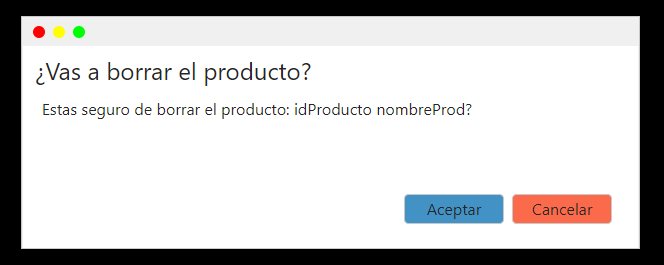 ¿Vas a borrar el producto?
Estas seguro de borrar el producto: idProducto nombreProd?
Aceptar Cancelar